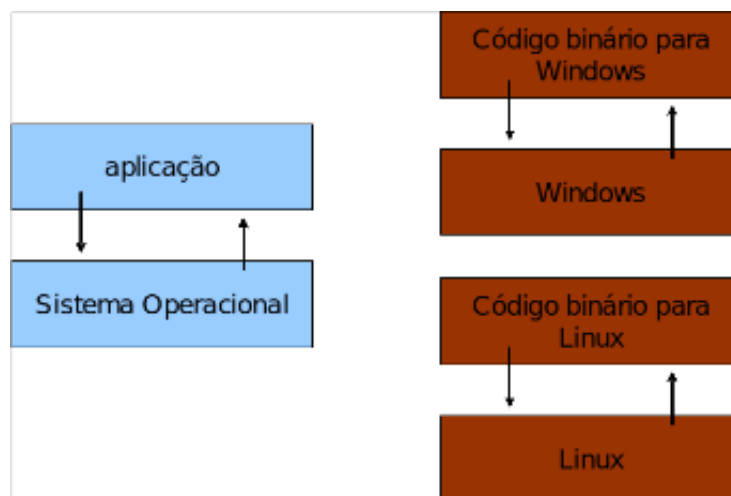 aplicação
Sistema Operacional
Código binário para
Windows
Windows
Código binário para
Linux
Linux